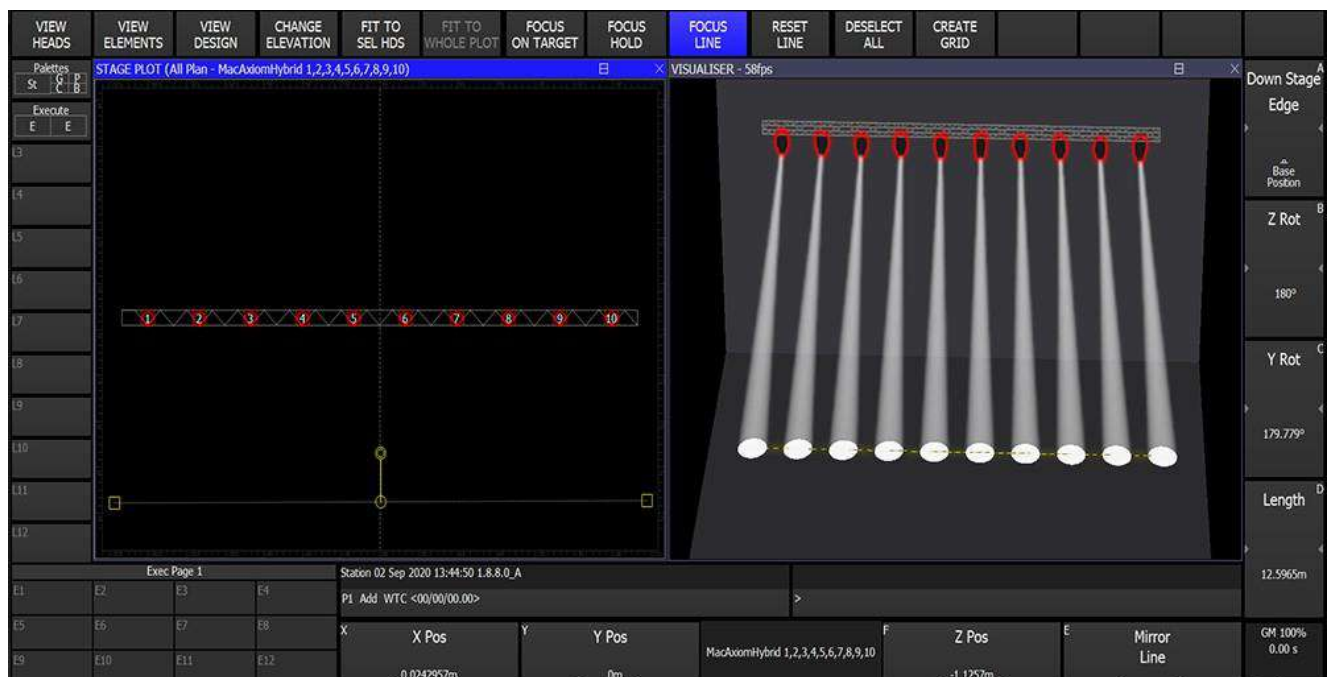 VIEW HEADS
VIEW ELEMENTS
VIEW DESIGN
CHANGE ELEVATION
FIT TO SEL HDS
FIT TO WHOLE PLOT
FOCUS ON TARGET
FOCUS HOLD
FOCUS LINE
RESET LINE
DESELECT ALL
CREATE GRID
Palettes
St G P
C B
Execute
E E
L3
L4
L5
L6
L7
L8
L9
L10
L11
L12
STAGE PLOT (All Plan - MacAxiomHybrid 1,2,3,4,5,6,7,8,9,10)
1 2 3 4 5 6 7 8 9 10
VISUALISER - 58fps
A
Down Stage
Edge
Base
Position
B
Z Rot
180°
C
Y Rot
179.779°
D
Length
12.5965m
Exec Page 1
E1 E2 E3 E4
E5 E6 E7 E8
E9 E10 E11 E12
Station 02 Sep 2020 13:44:50 1.8.8.0_A
P1 Add WTC <00/00/00.00>
>
X
X Pos
0.0242957m
Y
Y Pos
0m
MacAxiomHybrid 1,2,3,4,5,6,7,8,9,10
F
Z Pos
-1.1257m
E
Mirror
Line
GM 100%
0.00 s